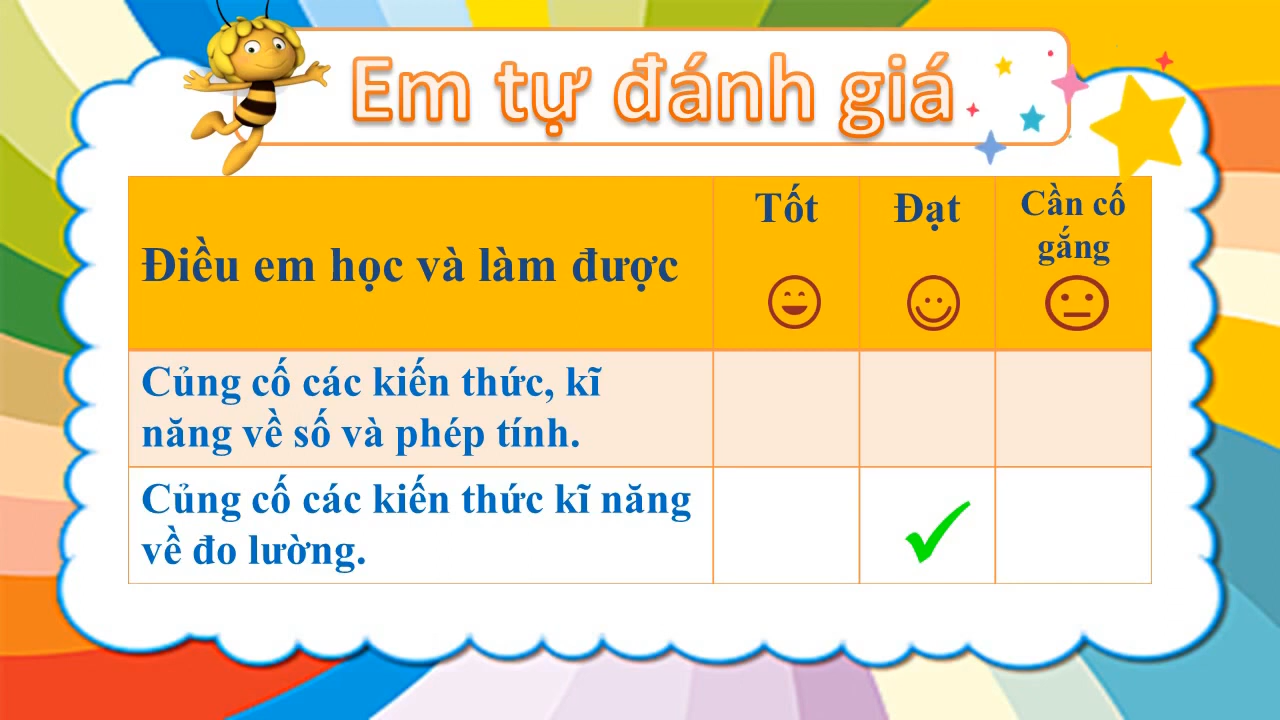 Em tự đánh giá
Điều em học và làm được
Tốt
Đạt
Cần cố
gắng
Củng cố các kiến thức, kĩ
năng về số và phép tính.
Củng cố các kiến thức kĩ năng
về đo lường.